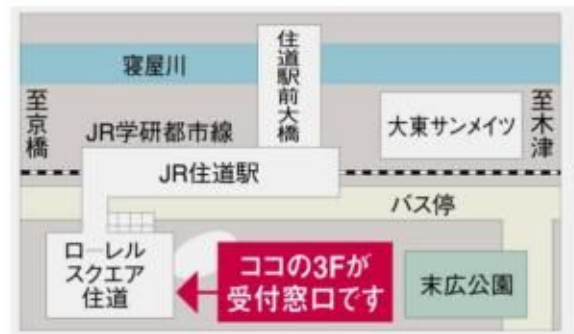 住道駅前大橋
寝屋川
至京橋
JR学研都市線
大東サンメイツ
至木津
JR住道駅
バス停
ローレル
スクエア
住道
ココの3Fが
受付窓口です
末広公園